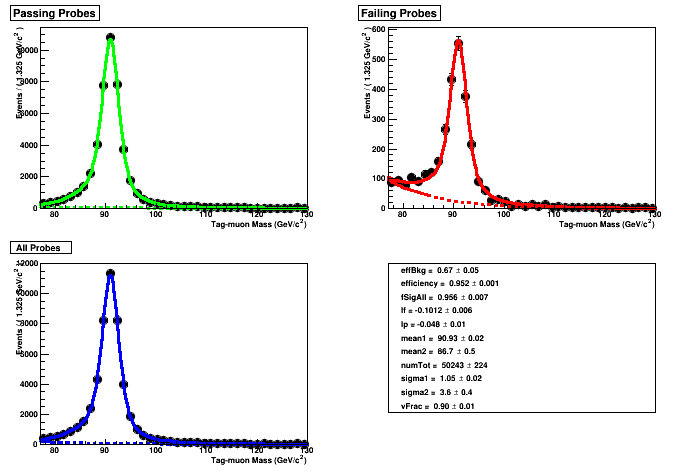 Passing Probes
Events / ( 1.325 GeV/c² )
8000
6000
4000
2000
0
80 90 100 110 120 130
Tag-muon Mass (GeV/c²)
Failing Probes
Events / ( 1.325 GeV/c² )
600
500
400
300
200
100
0
80 90 100 110 120 130
Tag-muon Mass (GeV/c²)
All Probes
Events / ( 1.325 GeV/c² )
12000
8000
6000
4000
2000
0
80 90 100 110 120 130
Tag-muon Mass (GeV/c²)
effBkg = 0.67 ± 0.05
efficiency = 0.952 ± 0.001
fSigAll = 0.956 ± 0.007
lf = -0.1012 ± 0.006
lp = -0.048 ± 0.01
mean1 = 90.93 ± 0.02
mean2 = 86.7 ± 0.5
numTot = 50243 ± 224
sigma1 = 1.05 ± 0.02
sigma2 = 3.6 ± 0.4
vFrac = 0.90 ± 0.01